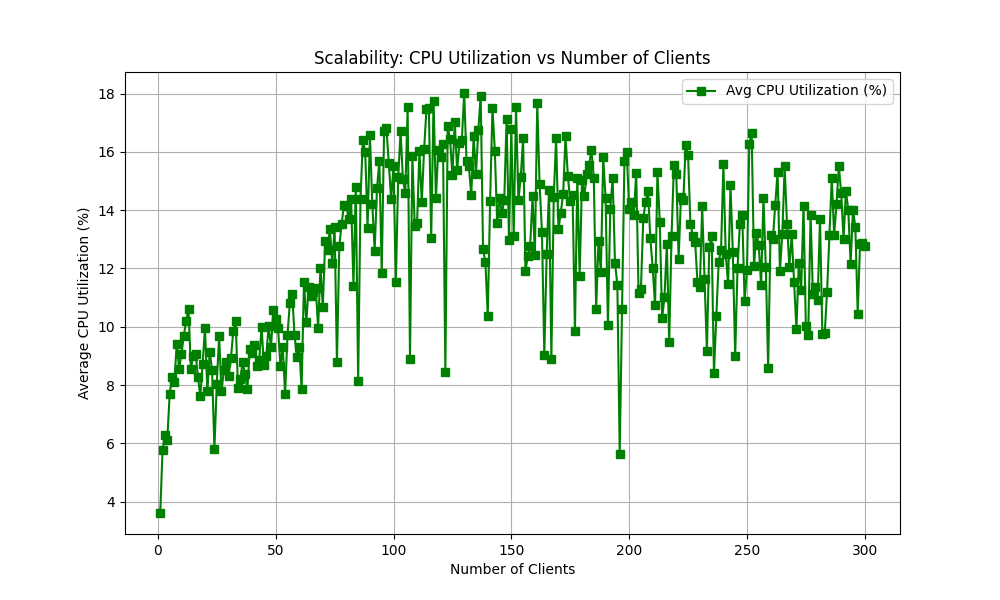 Scalability: CPU Utilization vs Number of Clients
Avg CPU Utilization (%)
18
16
14
12
10
8
6
4
Average CPU Utilization (%)
0 50 100 150 200 250 300
Number of Clients